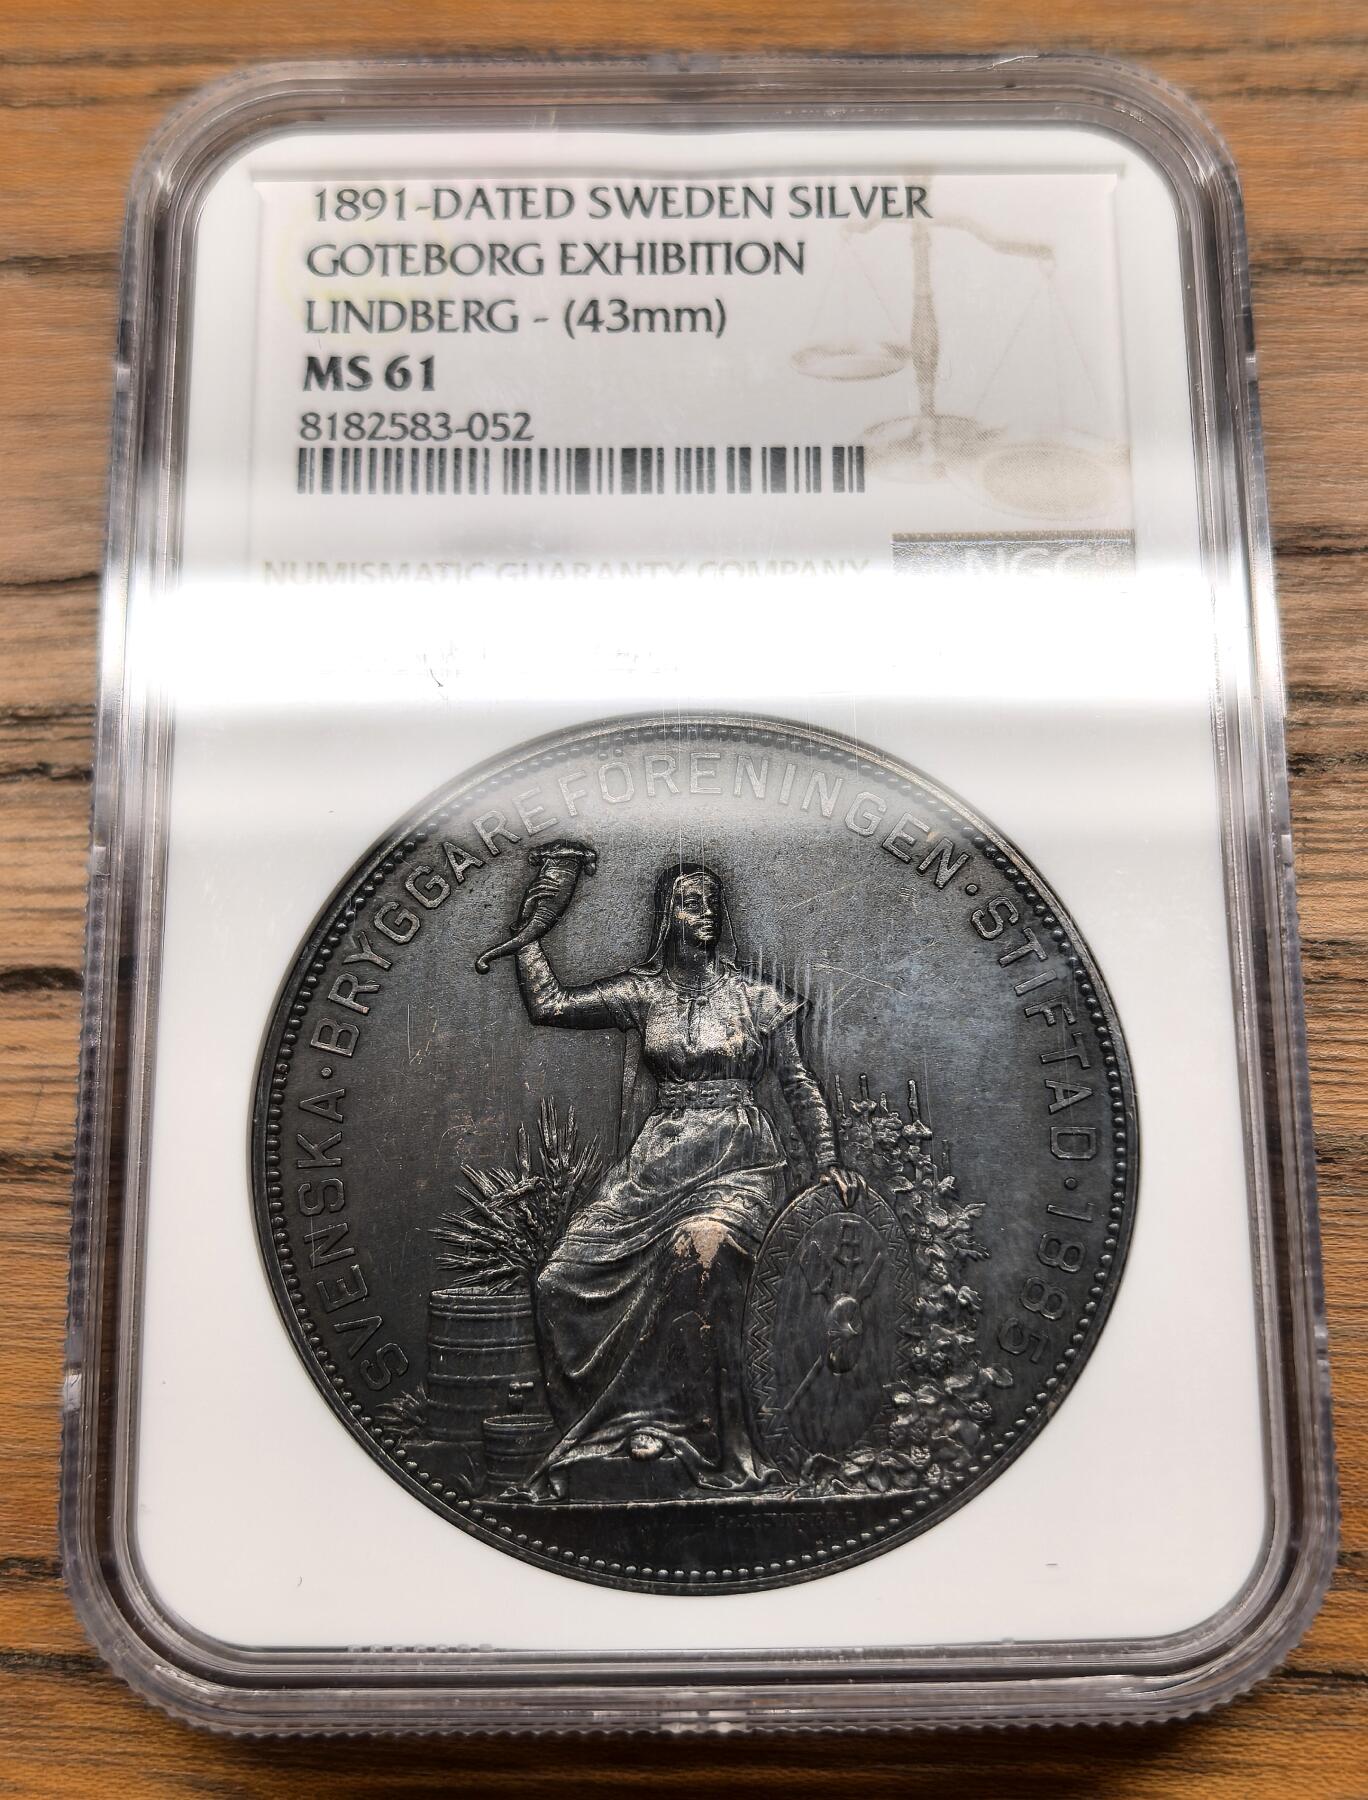 1891-DATED SWEDEN SILVER
GOTEBORG EXHIBITION
LINDBERG - (43mm)
MS 61
8182583-052
NUMISMATIC GUARANTY COMPANY
NGC
SVENSKA · BRYGGAREFÖRENINGEN · STIFTAD · 1885